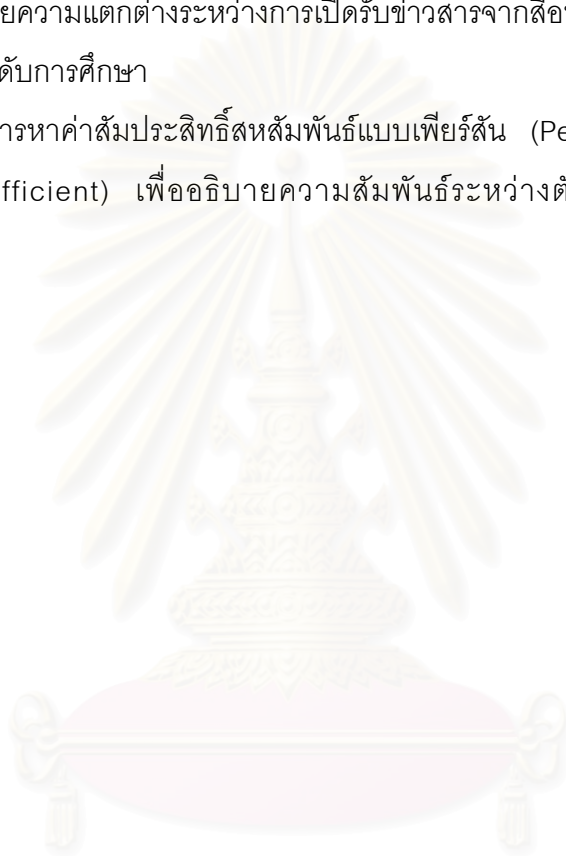 ยความแตกต่างระหว่างการเปิดรับข่าวสารจากสื่อ
ดับการศึกษา
ารหาค่าสัมประสิทธิ์สหสัมพันธ์แบบเพียร์สัน (Pe
fficient) เพื่ออธิบายความสัมพันธ์ระหว่างตั